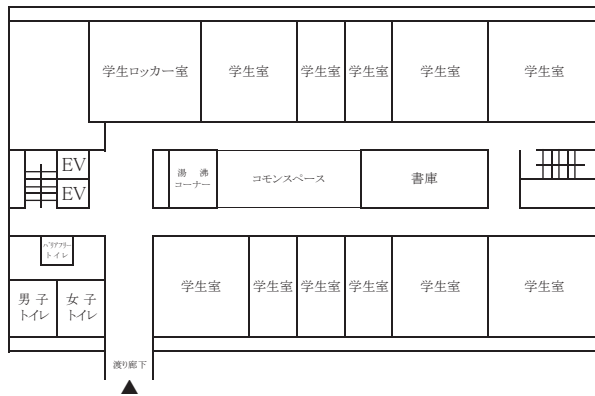 学生ロッカー室
学生室
学生室
学生室
学生室
学生室
EV
EV
湯 沸
コーナー
コモンスペース
書庫
バリアフリー
トイレ
男 子
トイレ
女 子
トイレ
学生室
学生室
学生室
学生室
学生室
学生室
渡り廊下